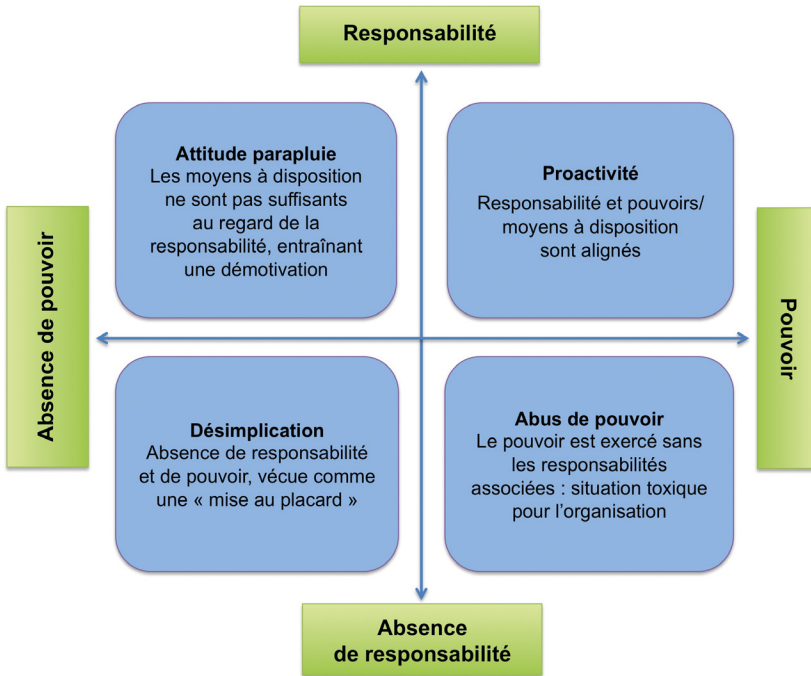 Responsabilité
Attitude parapluie
Les moyens à disposition
ne sont pas suffisants
au regard de la
responsabilité, entraînant
une démotivation
Proactivité
Responsabilité et pouvoirs/
moyens à disposition
sont alignés
Absence de pouvoir
Pouvoir
Désimplication
Absence de responsabilité
et de pouvoir, vécue comme
une « mise au placard »
Abus de pouvoir
Le pouvoir est exercé sans
les responsabilités
associées : situation toxique
pour l’organisation
Absence
de responsabilité